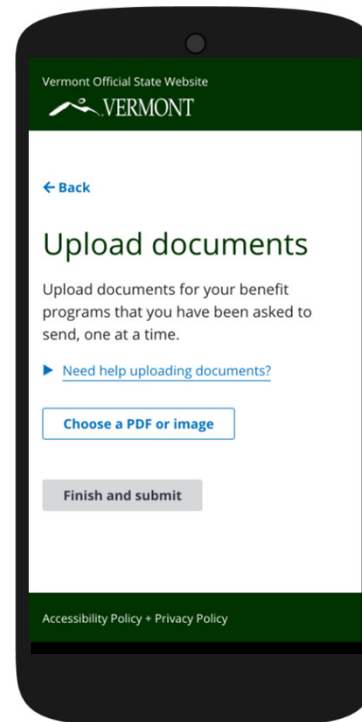 Vermont Official State Website
VERMONT
← Back
Upload documents
Upload documents for your benefit
programs that you have been asked to
send, one at a time.
Need help uploading documents?
Choose a PDF or image
Finish and submit
Accessibility Policy + Privacy Policy